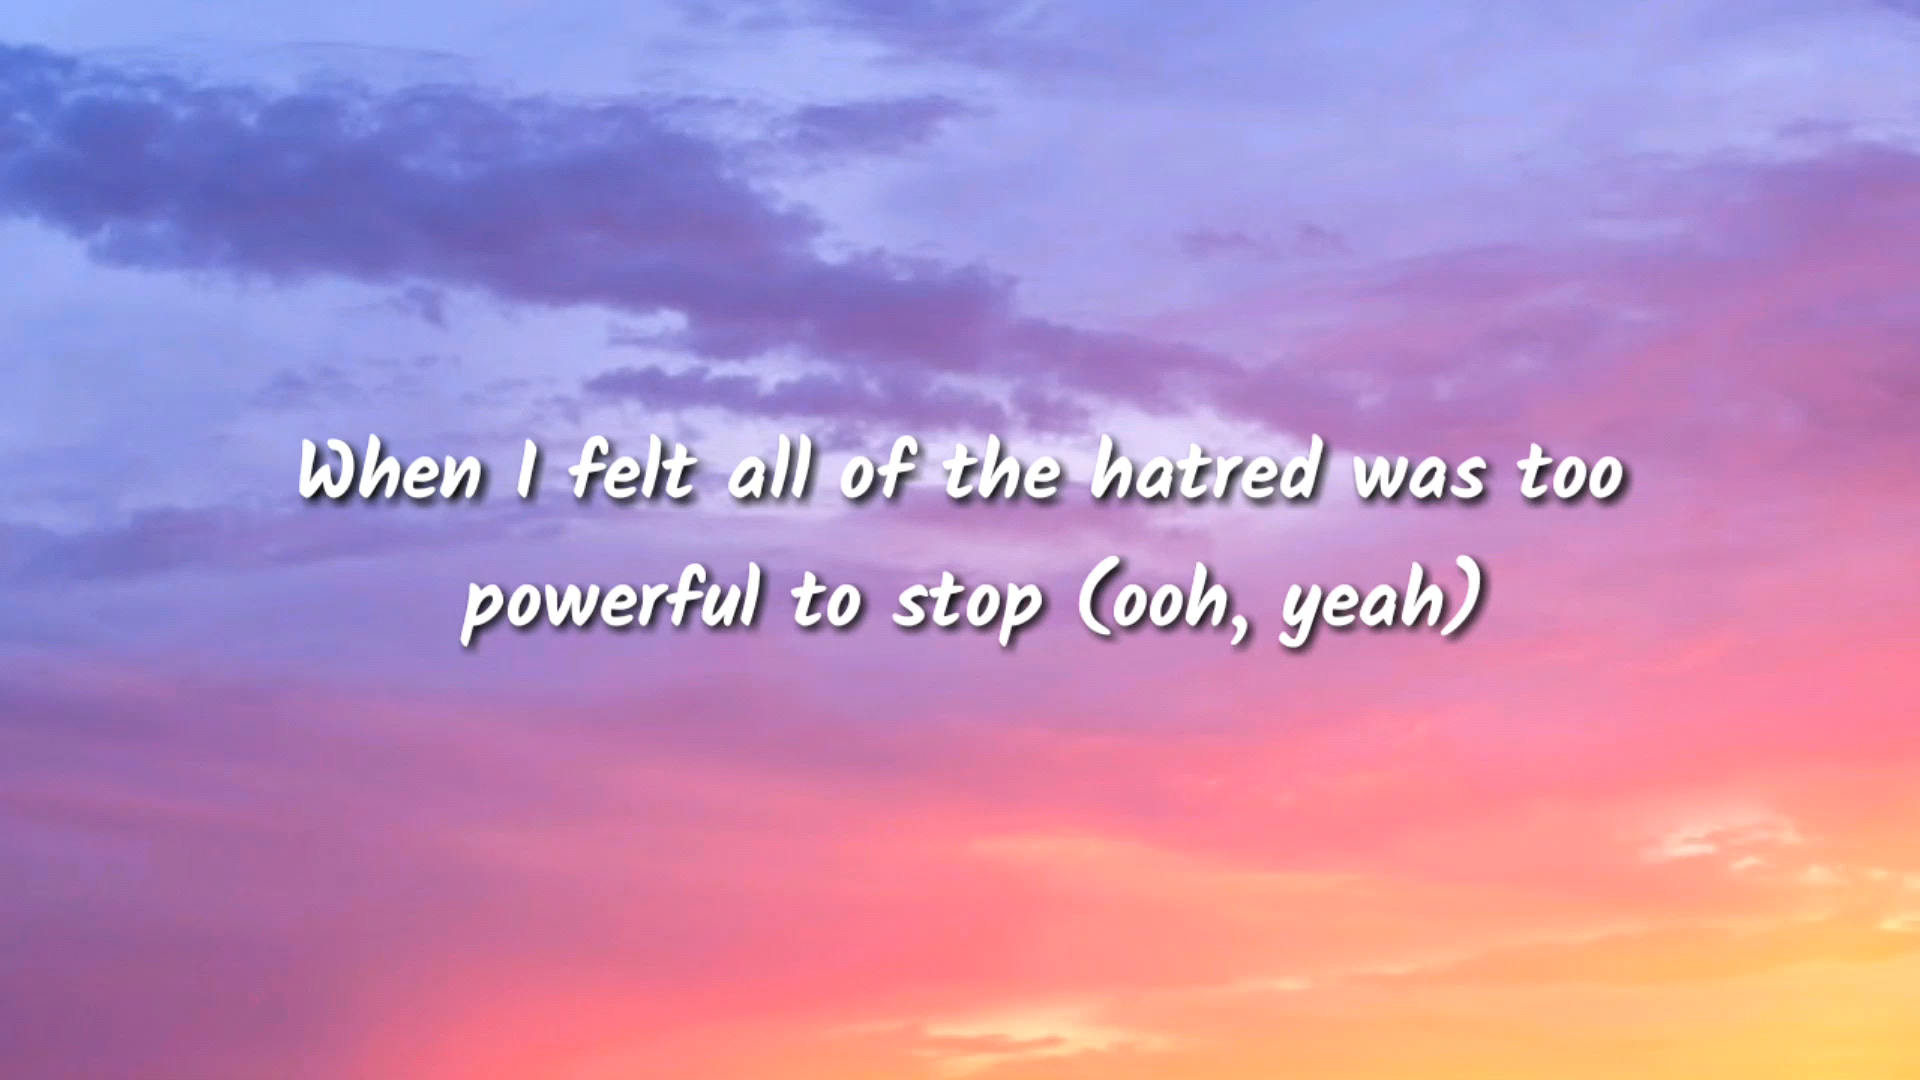 When I felt all of the hatred was too
powerful to stop (ooh, yeah)